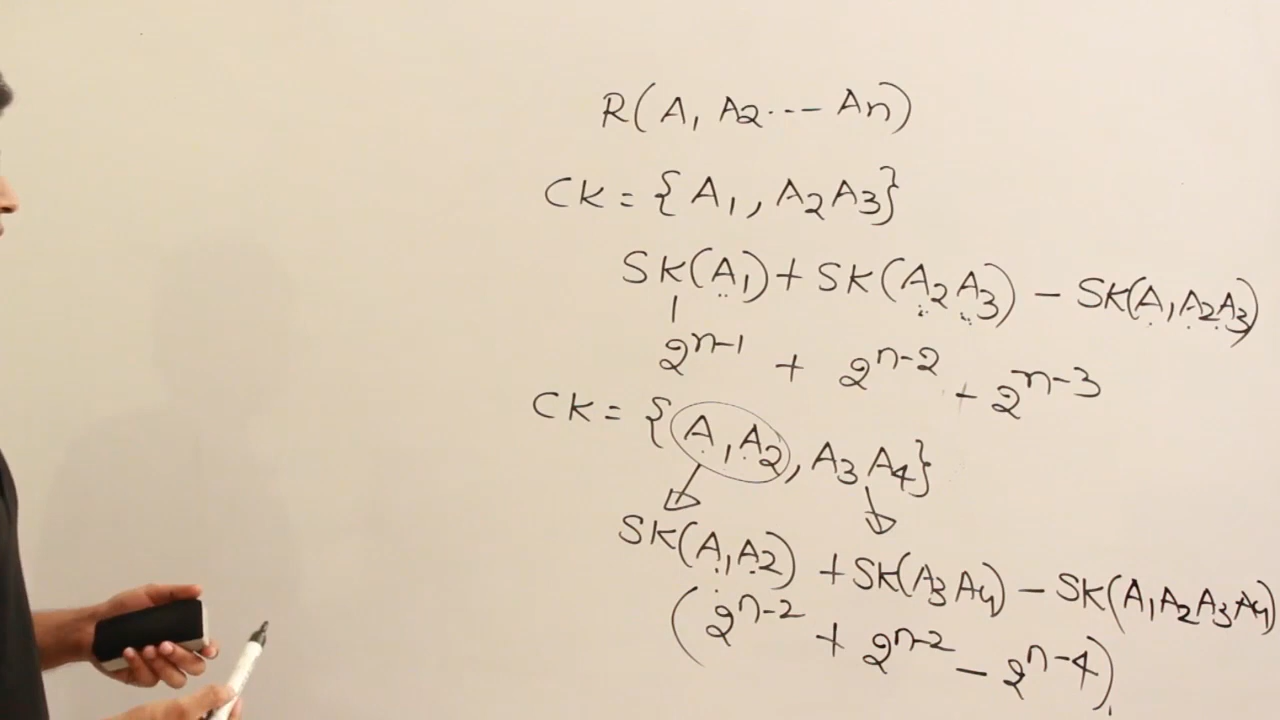 R(A1 A2 ---- An)
CK = {A1, A2A3}
SK(A1) + SK(A2A3) - SK(A1A2A3)
2^n-1 + 2^n-2 - 2^n-3
CK = {A1A2, A3A4}
SK(A1A2) + SK(A3A4) - SK(A1A2A3A4)
(2^n-2 + 2^n-2 - 2^n-4)